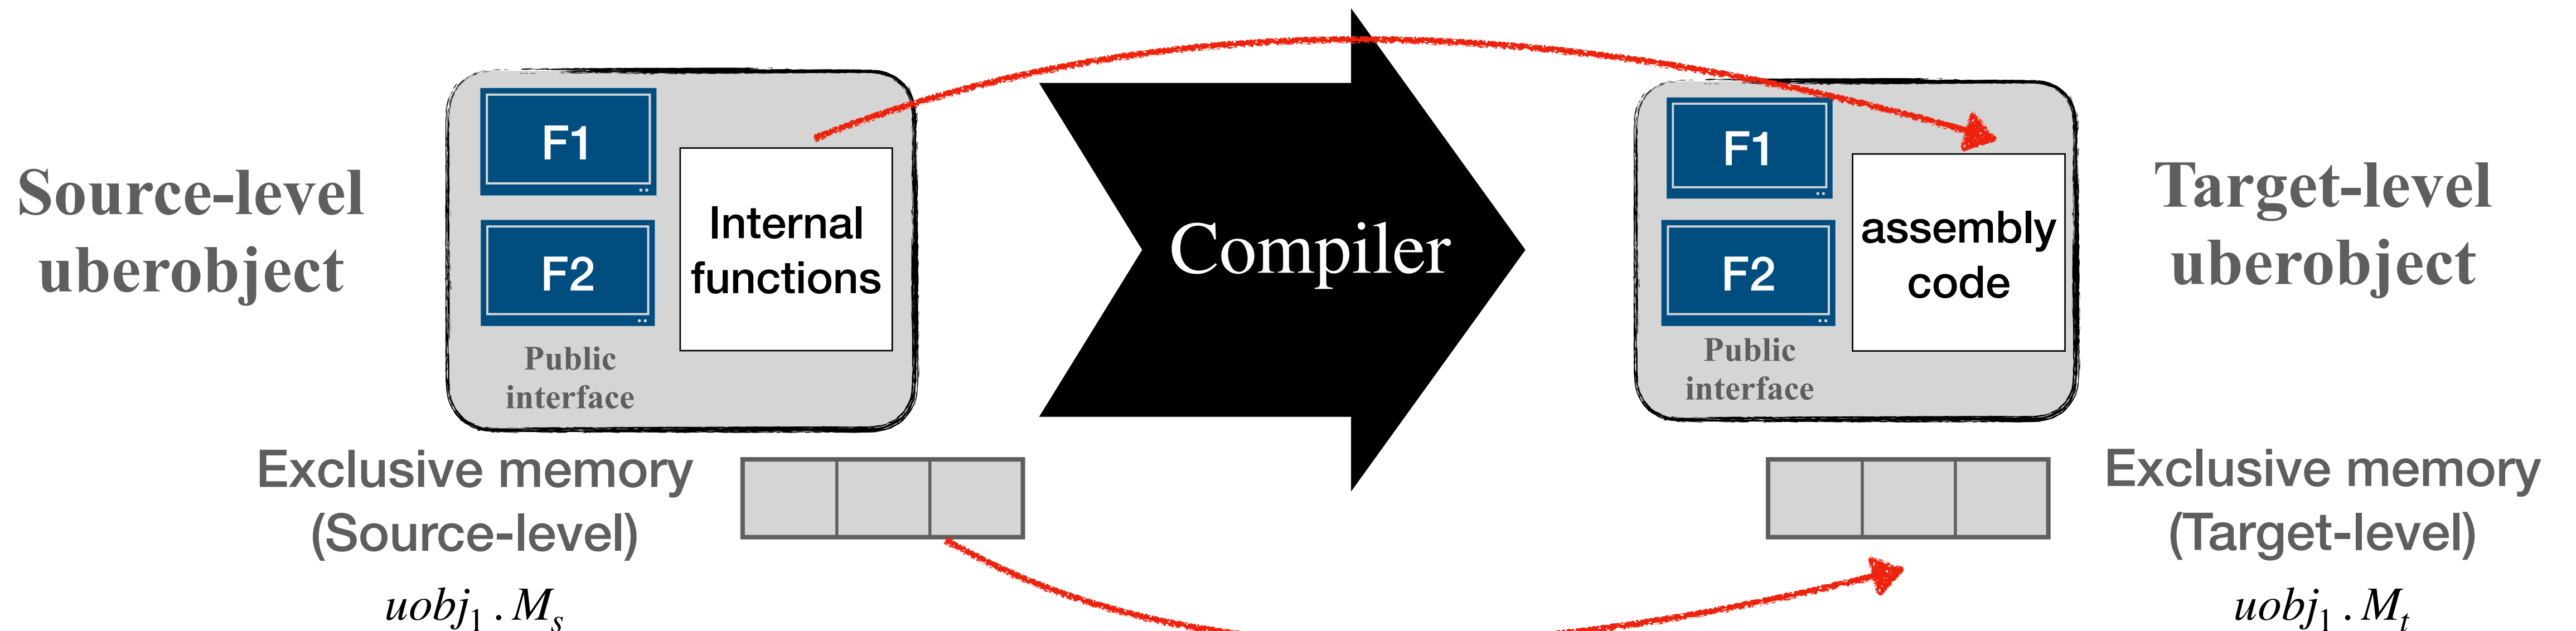 Source-level
uberobject
F1
F2
Public
interface
Internal
functions
Compiler
F1
F2
Public
interface
assembly
code
Target-level
uberobject
Exclusive memory
(Source-level)
uobj₁ . Mₛ
Exclusive memory
(Target-level)
uobj₁ . Mₜ